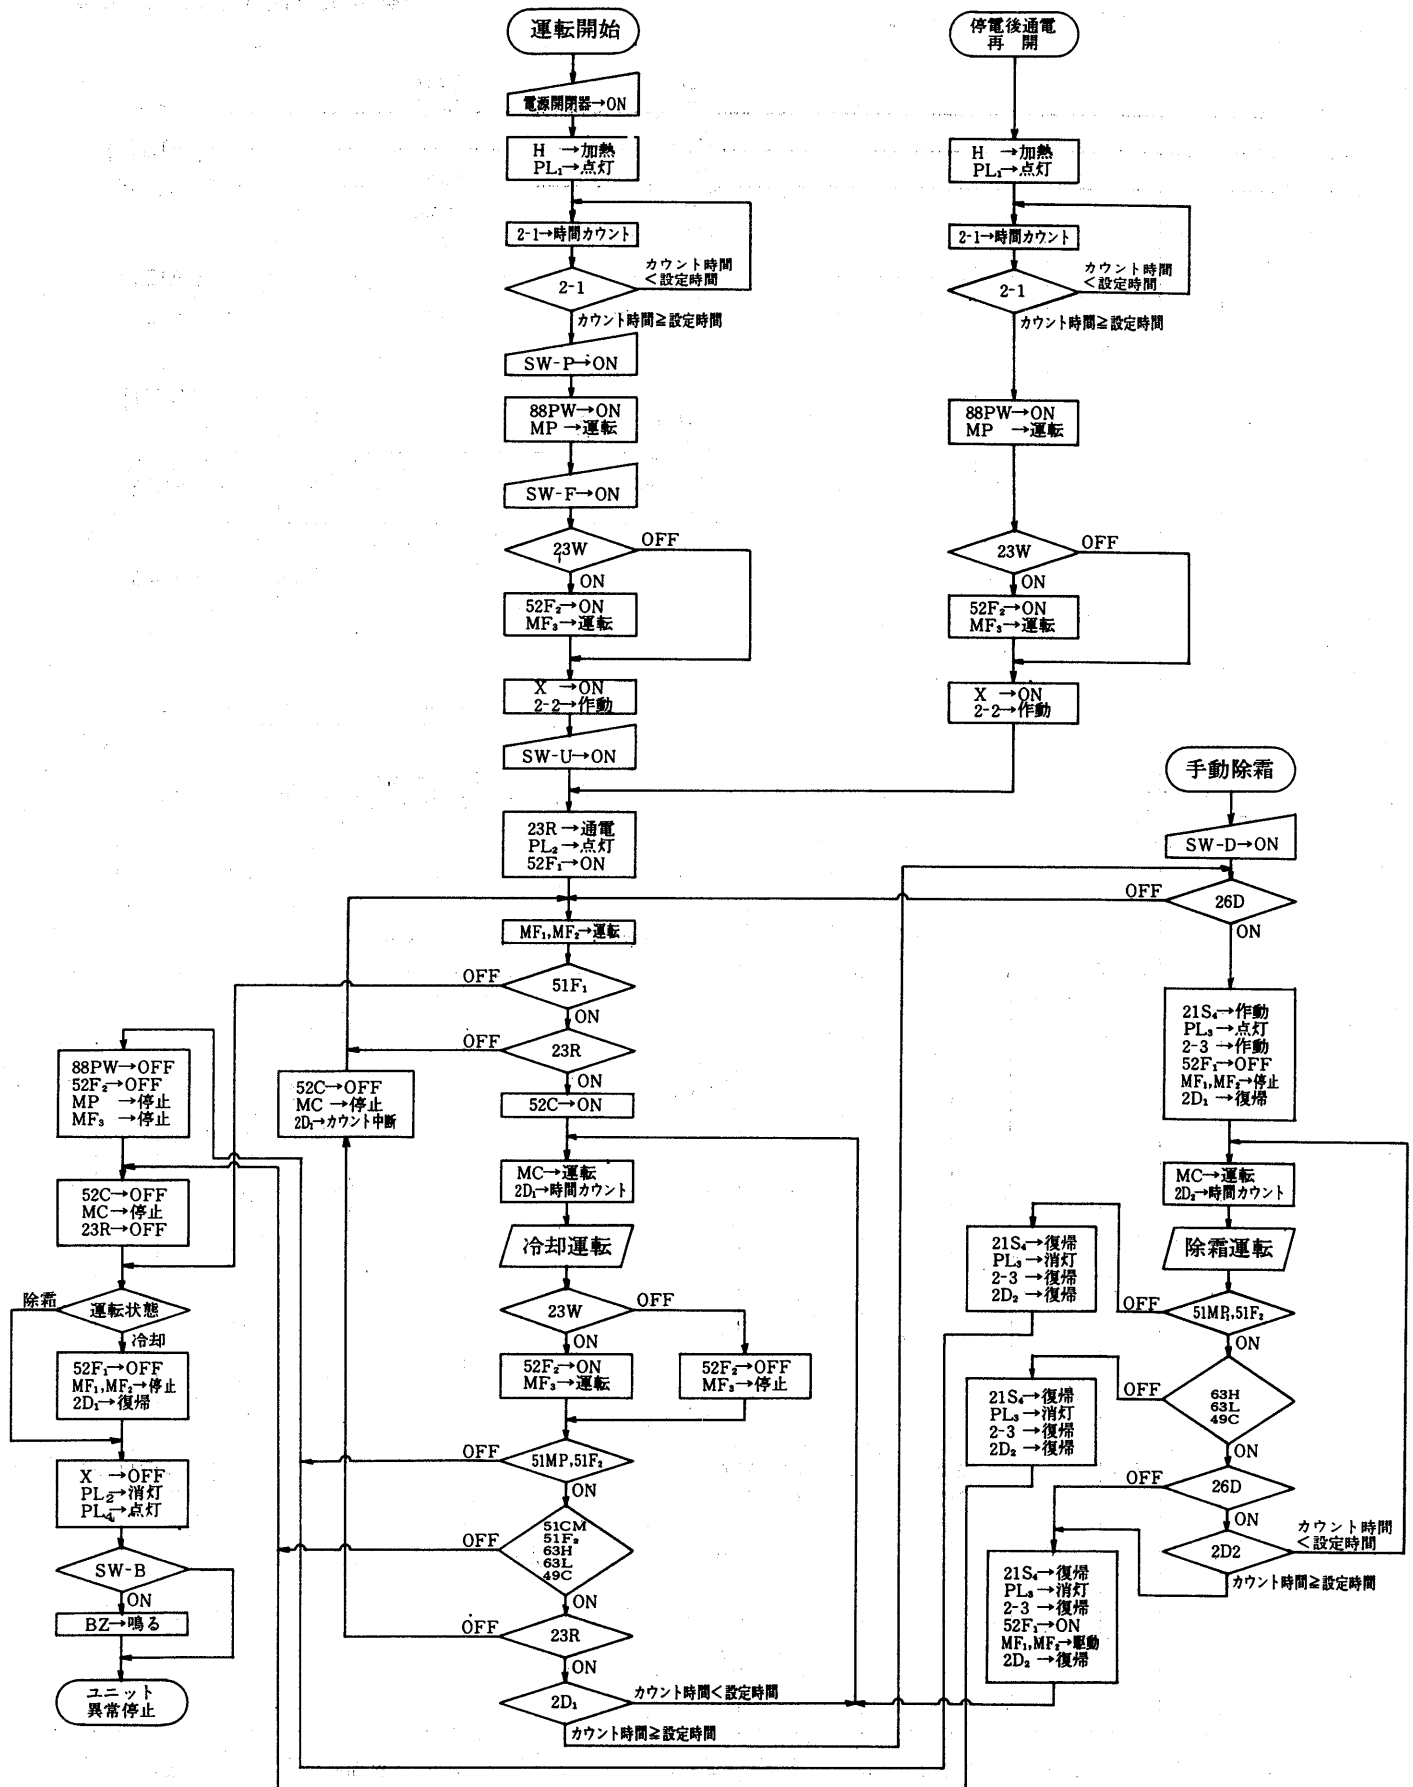 運転開始
電源開閉器→ON
H →加熱
PL₁→点灯
2-1→時間カウント
カウント時間
<設定時間
2-1
カウント時間≧設定時間
SW-P→ON
88PW→ON
MP →運転
SW-F→ON
23W
OFF
ON
52F₂→ON
MF₃→運転
X →ON
2-2→作動
SW-U→ON
23R→通電
PL₂→点灯
52F₁→ON
MF₁,MF₂→運転
51F₁
OFF
ON
23R
OFF
ON
52C→ON
MC→運転
2D₁→時間カウント
冷却運転
23W
OFF
ON
52F₂→ON
MF₃→運転
52F₂→OFF
MF₃→停止
51MP,51F₂
OFF
ON
51CM
51F₂
63H
63L
49C
OFF
ON
23R
OFF
ON
2D₁
カウント時間<設定時間
カウント時間≧設定時間
停電後通電
再 開
H →加熱
PL₁→点灯
2-1→時間カウント
カウント時間
<設定時間
2-1
カウント時間≧設定時間
88PW→ON
MP →運転
23W
OFF
ON
52F₂→ON
MF₃→運転
X →ON
2-2→作動
手動除霜
SW-D→ON
26D
OFF
ON
21S₄→作動
PL₃→点灯
2-3→作動
52F₁→OFF
MF₁,MF₂→停止
2D₁→復帰
MC→運転
2D₂→時間カウント
除霜運転
51MP₁,51F₂
OFF
ON
21S₄→復帰
PL₃→消灯
2-3→復帰
2D₂→復帰
63H
63L
49C
OFF
ON
21S₄→復帰
PL₃→消灯
2-3→復帰
2D₂→復帰
26D
OFF
ON
2D2
カウント時間
<設定時間
カウント時間≧設定時間
21S₄→復帰
PL₃→消灯
2-3→復帰
52F₁→ON
MF₁,MF₂→駆動
2D₂→復帰
52C→OFF
MC→停止
2D₁→カウント中断
88PW→OFF
52F₂→OFF
MP →停止
MF₃→停止
52C→OFF
MC→停止
23R→OFF
運転状態
除霜
冷却
52F₁→OFF
MF₁,MF₂→停止
2D₁→復帰
X →OFF
PL₂→消灯
PL₄→点灯
SW-B
ON
BZ→鳴る
ユニット
異常停止